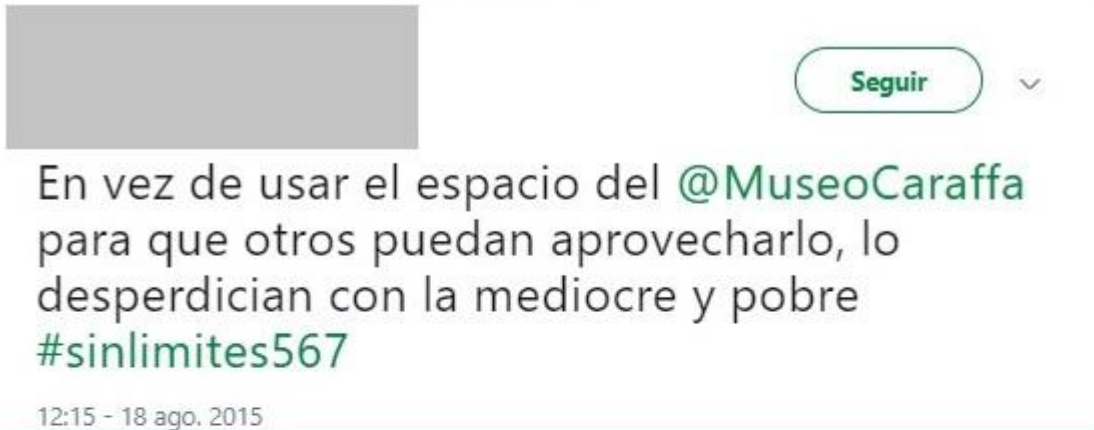 Seguir
En vez de usar el espacio del @MuseoCaraffa
para que otros puedan aprovecharlo, lo
desperdician con la mediocre y pobre
#sinlimites567
12:15 - 18 ago. 2015